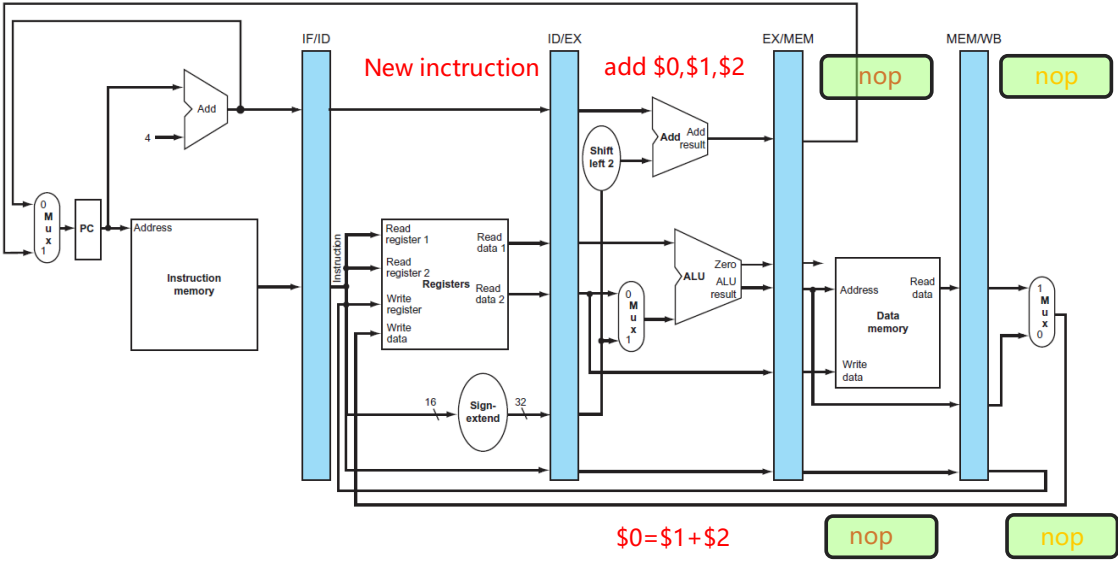 IF/ID
ID/EX
EX/MEM
MEM/WB
New inctruction
add $0,$1,$2
nop
nop
Add
4
Shift
left 2
Add
Add
result
0
M
u
x
1
PC
Address
Instruction
memory
Instruction
Read
register 1
Read
register 2
Write
register
Write
data
Registers
Read
data 1
Read
data 2
0
M
u
x
1
ALU
Zero
ALU
result
Address
Read
data
Data
memory
Write
data
1
M
u
x
0
16
Sign-
extend
32
$0=$1+$2
nop
nop